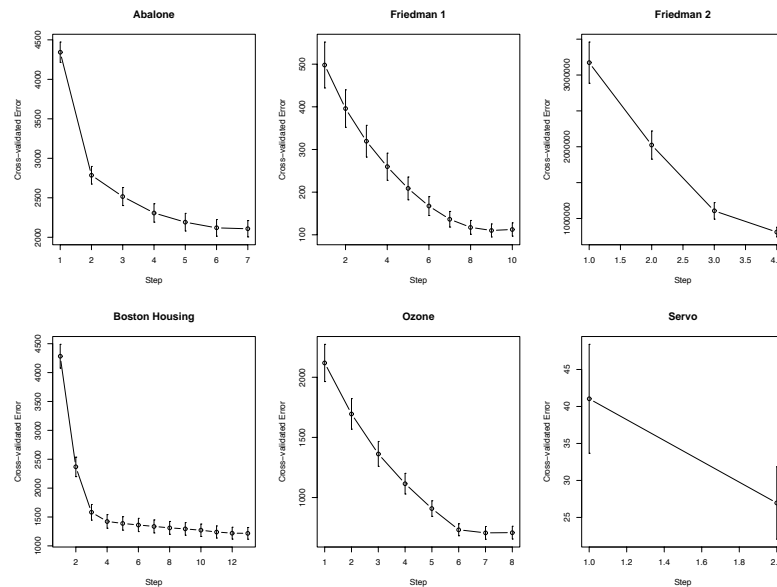 Abalone
Cross-validated Error
4500
4000
3500
3000
2500
2000
1 2 3 4 5 6 7
Step
Friedman 1
Cross-validated Error
500
400
300
200
100
2 4 6 8 10
Step
Friedman 2
Cross-validated Error
3000000
2000000
1000000
1.0 1.5 2.0 2.5 3.0 3.5 4.
Step
Boston Housing
Cross-validated Error
4500
4000
3500
3000
2500
2000
1500
1000
2 4 6 8 10 12
Step
Ozone
Cross-validated Error
2000
1500
1000
1 2 3 4 5 6 7 8
Step
Servo
Cross-validated Error
45
40
35
30
25
1.0 1.2 1.4 1.6 1.8 2.
Step